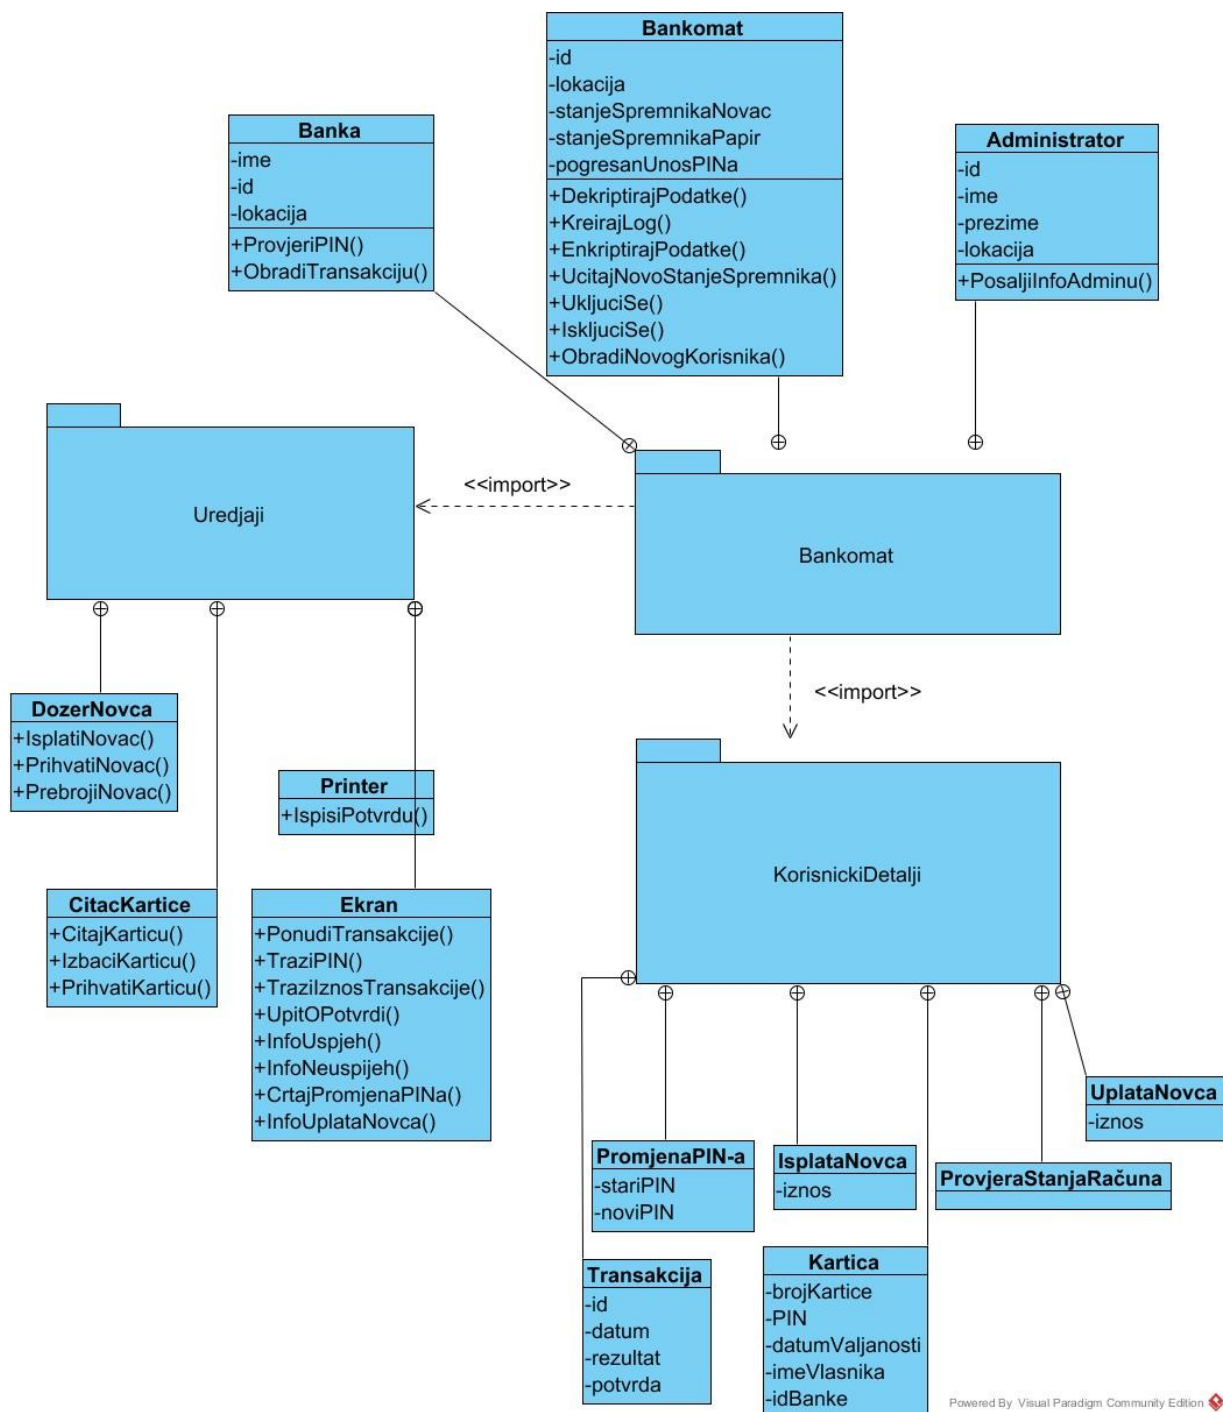 Bankomat
-id
-lokacija
-stanjeSpremnikaNovac
-stanjeSpremnikaPapir
-pogresanUnosPINa
+DekriptirajPodatke()
+KreirajLog()
+EnkriptirajPodatke()
+UcitajNovoStanjeSpremnika()
+UkljuciSe()
+IskljuciSe()
+ObradiNovogKorisnika()
Banka
-ime
-id
-lokacija
+ProvjeriPIN()
+ObradiTransakciju()
Administrator
-id
-ime
-prezime
-lokacija
+PosaljiInfoAdminu()
Uredjaji
<<import>>
Bankomat
<<import>>
DozerNovca
+IsplatiNovac()
+PrihvatiNovac()
+PrebrojiNovac()
Printer
+IspisiPotvrdu()
CitacKartice
+CitajKarticu()
+IzbaciKarticu()
+PrihvatiKarticu()
Ekran
+PonudiTransakcije()
+TraziPIN()
+TraziIznosTransakcije()
+UpitOPotvrdi()
+InfoUspjeh()
+InfoNeuspijeh()
+CrtajPromjenaPINa()
+InfoUplataNovca()
KorisnickiDetalji
UplataNovca
-iznos
PromjenaPIN-a
-stariPIN
-noviPIN
IsplataNovca
-iznos
ProvjeraStanjaRačuna
Transakcija
-id
-datum
-rezultat
-potvrda
Kartica
-brojKartice
-PIN
-datumValjanosti
-imeVlasnika
-idBanke
Powered By Visual Paradigm Community Edition